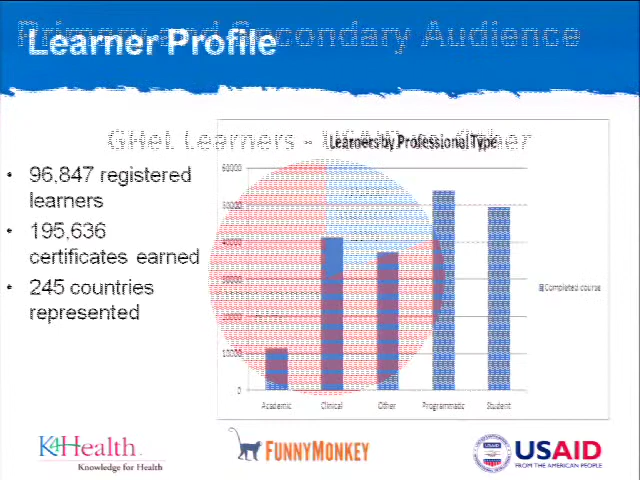 Primary and Secondary Audience
Learner Profile
GHeL Learners - USAID vs. Other
Learners by Professional Type
• 96,847 registered
learners
• 195,636
certificates earned
• 245 countries
represented
60000
50000
40000
30000
20000
10000
0
Academic
Clinical
Other
Programmatic
Student
Completed course
K4Health
Knowledge for Health
FUNNYMONKEY
USAID
FROM THE AMERICAN PEOPLE